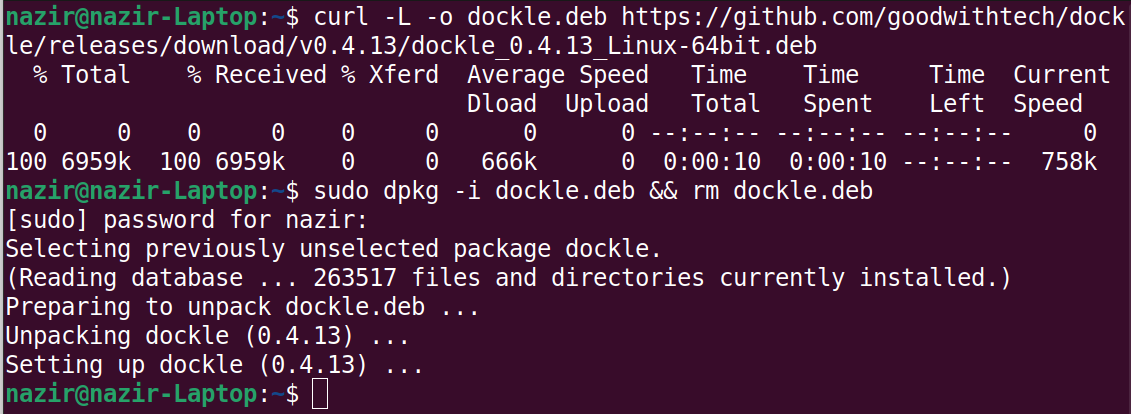 nazir@nazir-Laptop:~$ curl -L -o dockle.deb https://github.com/goodwithtech/dock
le/releases/download/v0.4.13/dockle_0.4.13_Linux-64bit.deb
% Total % Received % Xferd Average Speed Time Time Time Current
Dload Upload Total Spent Left Speed
0 0 0 0 0 0 0 0 --:--:-- --:--:-- --:--:-- 0
100 6959k 100 6959k 0 0 666k 0 0:00:10 0:00:10 --:--:-- 758k
nazir@nazir-Laptop:~$ sudo dpkg -i dockle.deb && rm dockle.deb
[sudo] password for nazir:
Selecting previously unselected package dockle.
(Reading database ... 263517 files and directories currently installed.)
Preparing to unpack dockle.deb ...
Unpacking dockle (0.4.13) ...
Setting up dockle (0.4.13) ...
nazir@nazir-Laptop:~$